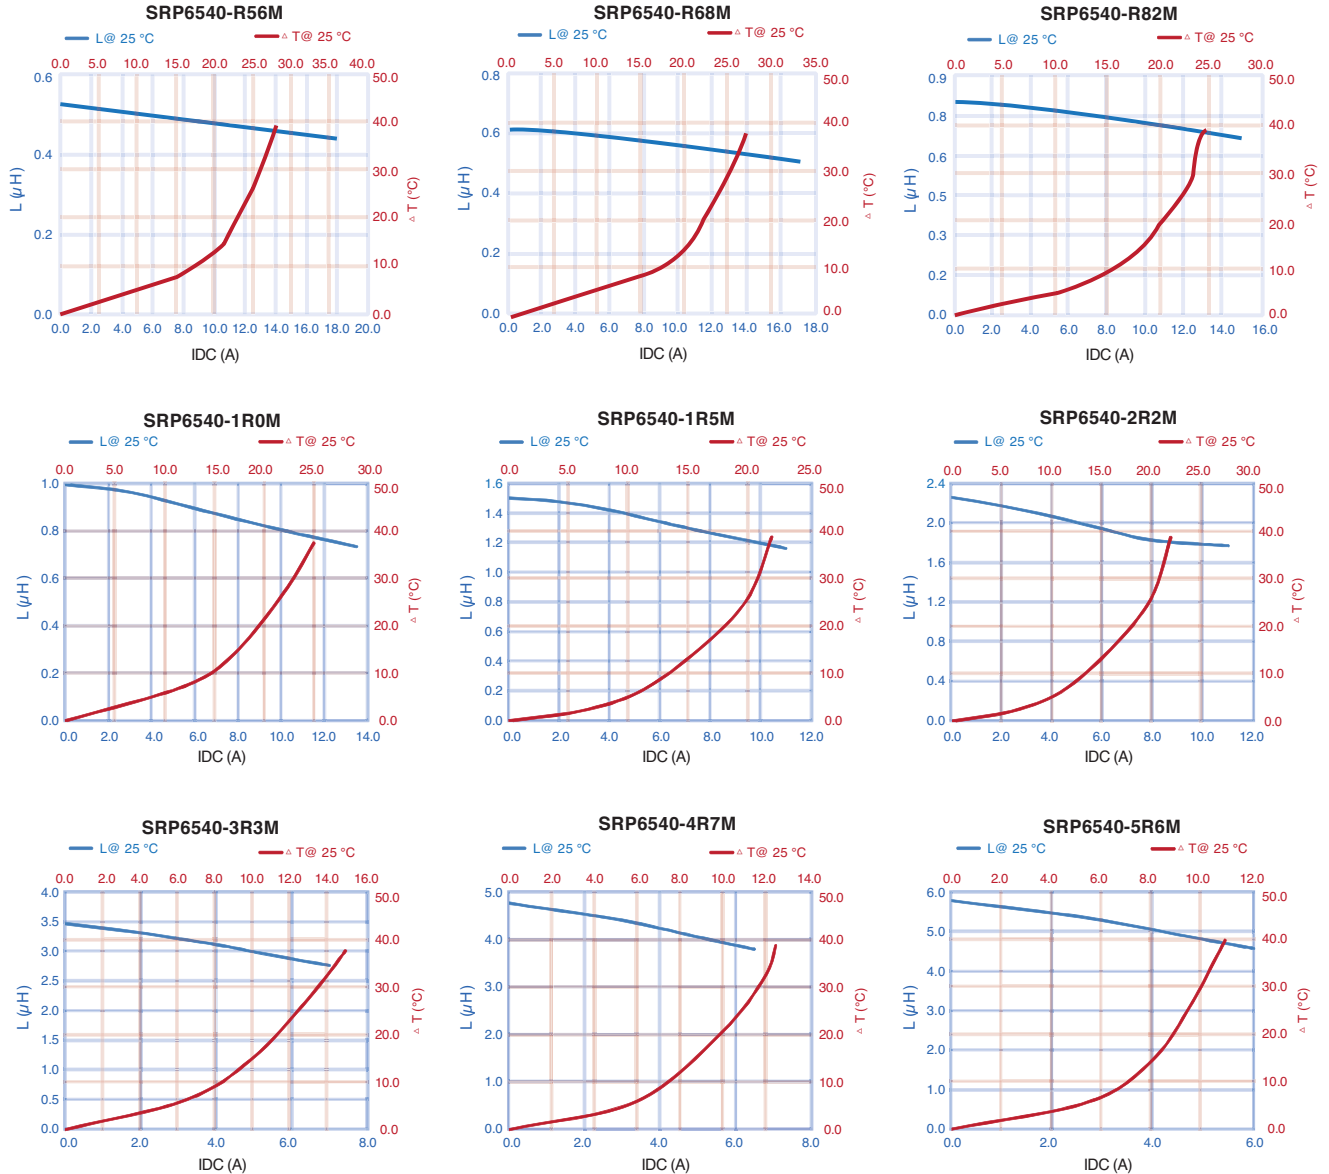 SRP6540-R56M
L@ 25 °C
△ T@ 25 °C
0.0 5.0 10.0 15.0 20.0 25.0 30.0 35.0 40.0
0.6 0.4 0.2 0.0
L (μH)
50.0 40.0 30.0 20.0 10.0 0.0
△ T (°C)
0.0 2.0 4.0 6.0 8.0 10.0 12.0 14.0 16.0 18.0 20.0
IDC (A)
SRP6540-R68M
L@ 25 °C
△ T@ 25 °C
0.0 5.0 10.0 15.0 20.0 25.0 30.0 35.0
0.8 0.6 0.4 0.2 0.0
L (μH)
50.0 40.0 30.0 20.0 10.0 0.0
△ T (°C)
0.0 2.0 4.0 6.0 8.0 10.0 12.0 14.0 16.0 18.0
IDC (A)
SRP6540-R82M
L@ 25 °C
△ T@ 25 °C
0.0 5.0 10.0 15.0 20.0 25.0 30.0
0.9 0.8 0.6 0.5 0.3 0.2 0.0
L (μH)
50.0 40.0 30.0 20.0 10.0 0.0
△ T (°C)
0.0 2.0 4.0 6.0 8.0 10.0 12.0 14.0 16.0
IDC (A)
SRP6540-1R0M
L@ 25 °C
△ T@ 25 °C
0.0 5.0 10.0 15.0 20.0 25.0 30.0
1.0 0.8 0.6 0.4 0.2 0.0
L (μH)
50.0 40.0 30.0 20.0 10.0 0.0
△ T (°C)
0.0 2.0 4.0 6.0 8.0 10.0 12.0 14.0
IDC (A)
SRP6540-1R5M
L@ 25 °C
△ T@ 25 °C
0.0 5.0 10.0 15.0 20.0 25.0
1.6 1.4 1.2 1.0 0.8 0.6 0.4 0.2 0.0
L (μH)
50.0 40.0 30.0 20.0 10.0 0.0
△ T (°C)
0.0 2.0 4.0 6.0 8.0 10.0 12.0
IDC (A)
SRP6540-2R2M
L@ 25 °C
△ T@ 25 °C
0.0 5.0 10.0 15.0 20.0 25.0 30.0
2.4 2.0 1.6 1.2 0.8 0.4 0.0
L (μH)
50.0 40.0 30.0 20.0 10.0 0.0
△ T (°C)
0.0 2.0 4.0 6.0 8.0 10.0 12.0
IDC (A)
SRP6540-3R3M
L@ 25 °C
△ T@ 25 °C
0.0 2.0 4.0 6.0 8.0 10.0 12.0 14.0 16.0
4.0 3.5 3.0 2.5 2.0 1.5 1.0 0.5 0.0
L (μH)
50.0 40.0 30.0 20.0 10.0 0.0
△ T (°C)
0.0 2.0 4.0 6.0 8.0
IDC (A)
SRP6540-4R7M
L@ 25 °C
△ T@ 25 °C
0.0 2.0 4.0 6.0 8.0 10.0 12.0 14.0
5.0 4.0 3.0 2.0 1.0 0.0
L (μH)
50.0 40.0 30.0 20.0 10.0 0.0
△ T (°C)
0.0 2.0 4.0 6.0 8.0
IDC (A)
SRP6540-5R6M
L@ 25 °C
△ T@ 25 °C
0.0 2.0 4.0 6.0 8.0 10.0 12.0
6.0 5.0 4.0 3.0 2.0 1.0 0.0
L (μH)
50.0 40.0 30.0 20.0 10.0 0.0
△ T (°C)
0.0 2.0 4.0 6.0
IDC (A)